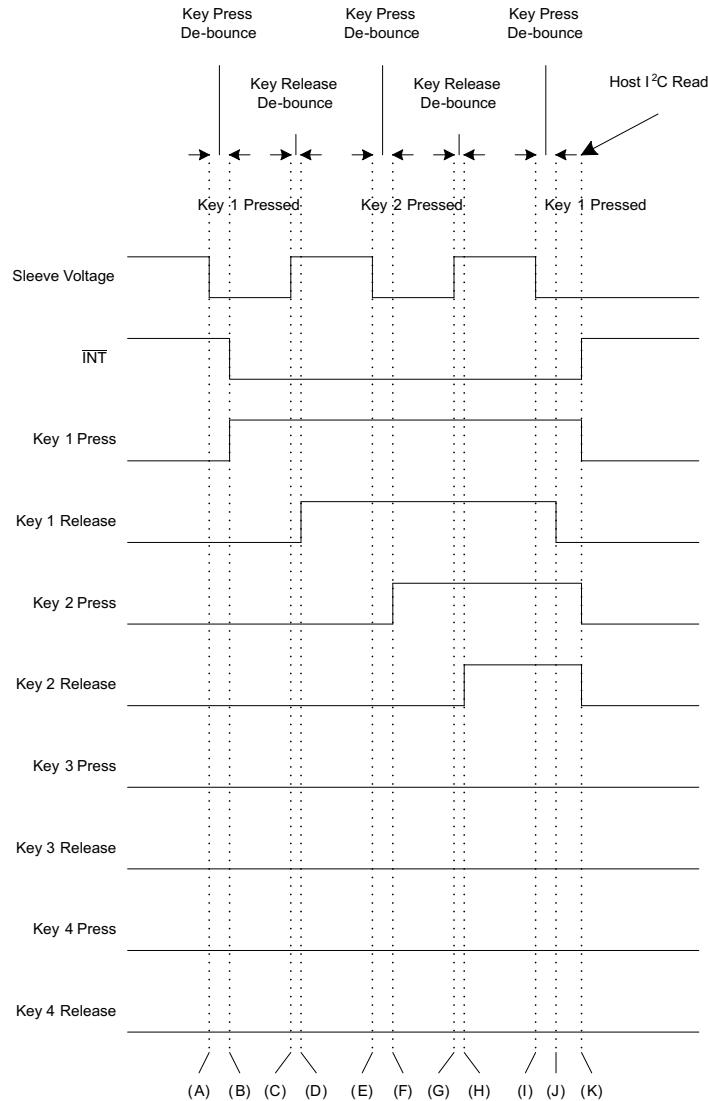 Key Press
De-bounce
Key Press
De-bounce
Key Press
De-bounce
Key Release
De-bounce
Key Release
De-bounce
Host I²C Read
Key 1 Pressed
Key 2 Pressed
Key 1 Pressed
Sleeve Voltage
INT
Key 1 Press
Key 1 Release
Key 2 Press
Key 2 Release
Key 3 Press
Key 3 Release
Key 4 Press
Key 4 Release
(A) (B) (C) (D) (E) (F) (G) (H) (I) (J) (K)